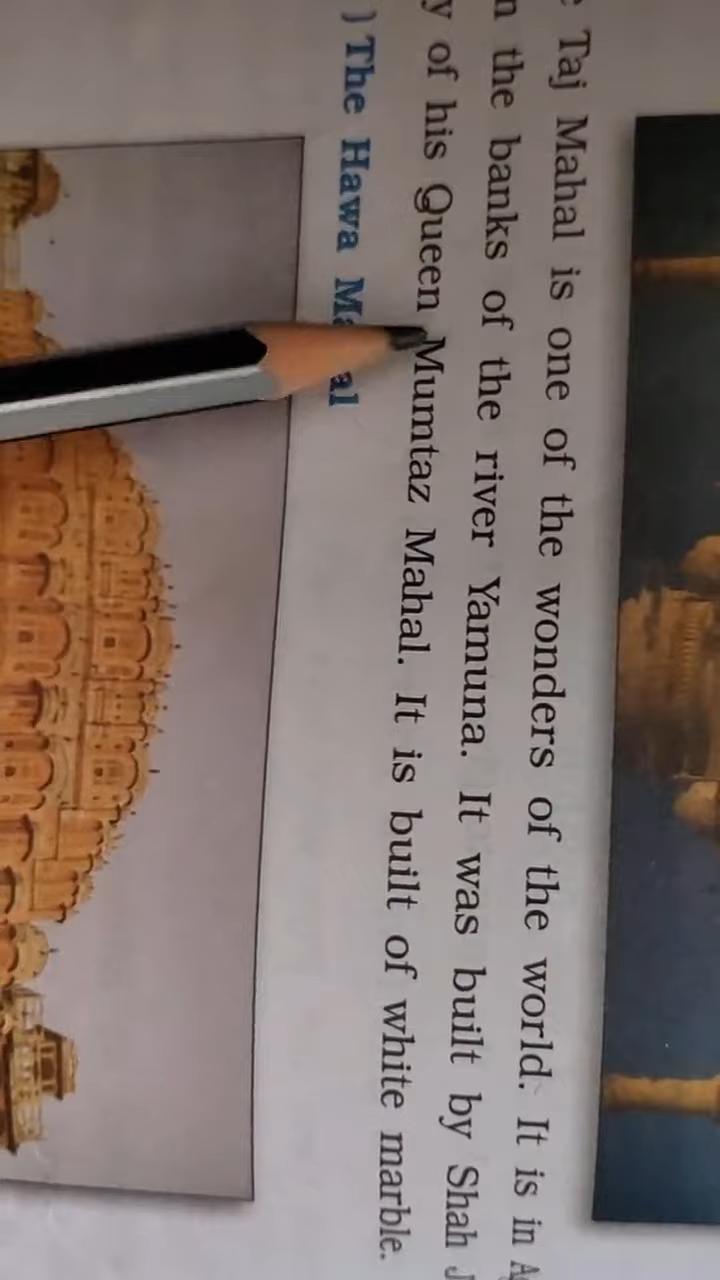 Taj Mahal is one of the wonders of the world. It is in
the banks of the river Yamuna. It was built by Shah
of his Queen Mumtaz Mahal. It is built of white marble.
) The Hawa